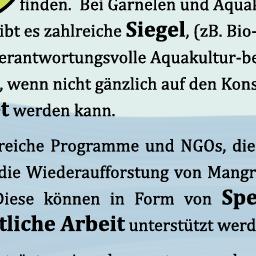 finden. Bei Garnelen und Aquak
ibt es zahlreiche Siegel, (zB. Bio-
erantwortungsvolle Aquakultur-be
, wenn nicht gänzlich auf den Kons
t werden kann.
reiche Programme und NGOs, die
die Wiederaufforstung von Mangr
Diese können in Form von Spe
tliche Arbeit unterstützt werd